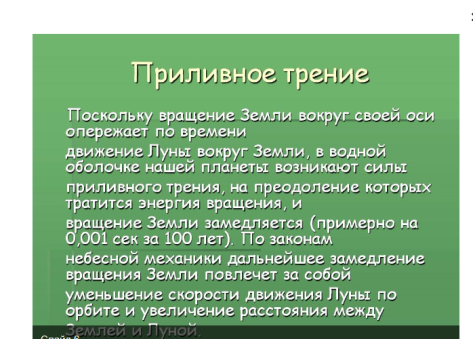 Приливное трение
Поскольку вращение Земли вокруг своей оси
опережает по времени
движение Луны вокруг Земли, в водной
оболочке нашей планеты возникают силы
приливного трения, на преодоление которых
тратится энергия вращения, и
вращение Земли замедляется (примерно на
0,001 сек за 100 лет). По законам
небесной механики дальнейшее замедление
вращения Земли повлечет за собой
уменьшение скорости движения Луны по
орбите и увеличение расстояния между
Землей и Луной.